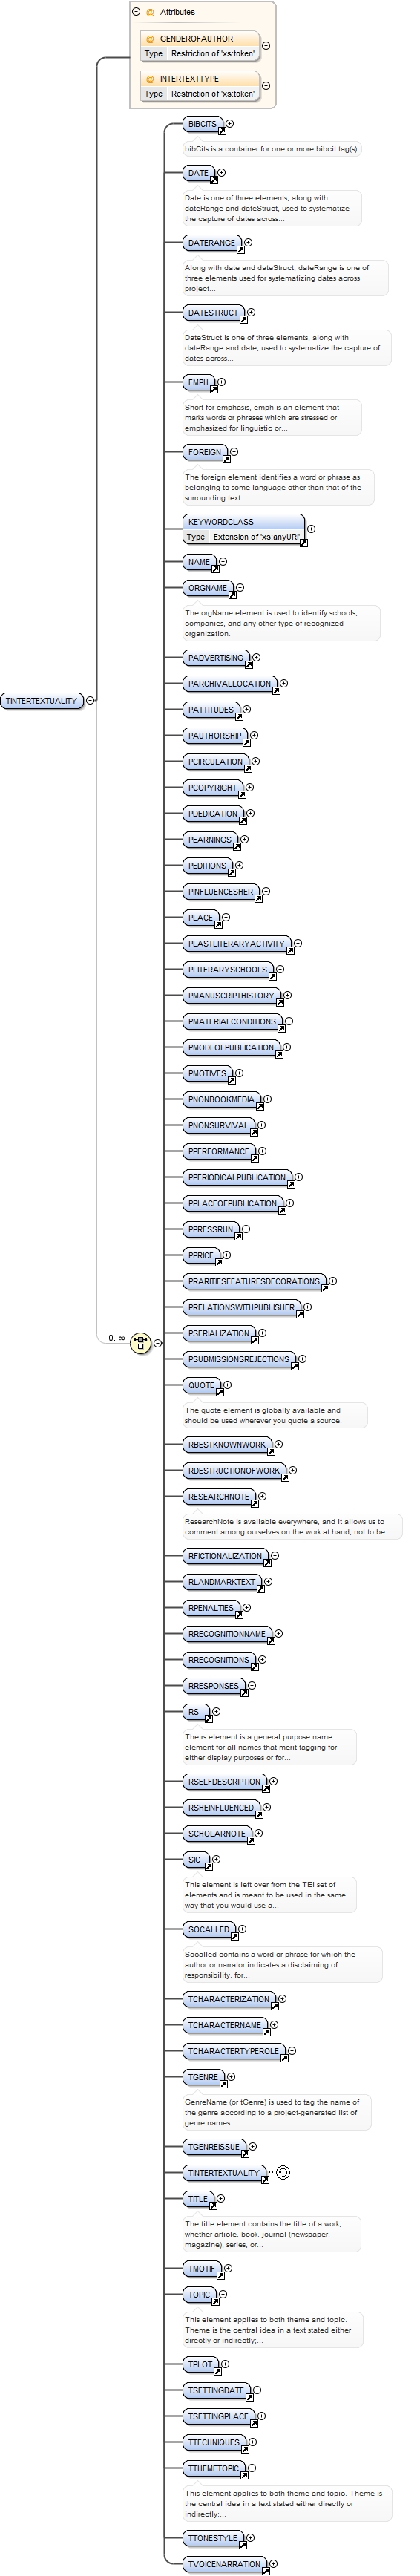 Attributes
GENDEROFAUTHOR
Type Restriction of 'xs:token'
INTERTEXTTYPE
Type Restriction of 'xs:token'
BIBCITS
bibCits is a container for one or more bibcit tag(s).
DATE
Date is one of three elements, along with
dateRange and dateStruct, used to systematize
the capture of dates across...
DATERANGE
Along with date and dateStruct, dateRange is one of
three elements used for systematizing dates across
project...
DATESTRUCT
DateStruct is one of three elements, along with
dateRange and date, used to systematize the capture of
dates across...
EMPH
Short for emphasis, emph is an element that
marks words or phrases which are stressed or
emphasized for linguistic or...
FOREIGN
The foreign element identifies a word or phrase as
belonging to some language other than that of the
surrounding text.
KEYWORDCLASS
Type Extension of 'xs:anyURI'
NAME
ORGNAME
The orgName element is used to identify schools,
companies, and any other type of recognized
organization.
PADVERTISING
PARCHIVALLOCATION
TINTERTEXTUALITY
PATTITUDES
PAUTHORSHIP
PCIRCULATION
PCOPYRIGHT
PDEDICATION
PEARNINGS
PEDITIONS
PINFLUENCESHER
PLACE
PLASTLITERARYACTIVITY
PLITERARYSCHOOLS
PMANUSCRIPTHISTORY
PMATERIALCONDITIONS
PMODEOFPUBLICATION
PMOTIVES
PNONBOOKMEDIA
PNONSURVIVAL
PPERFORMANCE
PPERIODICALPUBLICATION
PPLACEOFPUBLICATION
PPRESSRUN
PPRICE
PRARITIESFEATURESDECORATIONS
PRELATIONSWITHPUBLISHER
PSERIALIZATION
0..∞
PSUBMISSIONSREJECTIONS
QUOTE
The quote element is globally available and
should be used wherever you quote a source.
RBESTKNOWNWORK
RDESTRUCTIONOFWORK
RESEARCHNOTE
ResearchNote is available everywhere, and it allows us to
comment among ourselves on the work at hand; not to be...
RFICTIONALIZATION
RLANDMARKTEXT
RPENALTIES
RRECOGNITIONNAME
RRECOGNITIONS
RRESPONSES
RS
The rs element is a general purpose name
element for all names that merit tagging for
either display purposes or for...
RSELFDESCRIPTION
RSHEINFLUENCED
SCHOLARNOTE
SIC
This element is left over from the TEI set of
elements and is meant to be used in the same
way that you would use a...
SOCALLED
Socalled contains a word or phrase for which the
author or narrator indicates a disclaiming of
responsibility, for...
TCHARACTERIZATION
TCHARACTERNAME
TCHARACTERTYPEROLE
TGENRE
GenreName (or tGenre) is used to tag the name of
the genre according to a project-generated list of
genre names.
TGENREISSUE
TINTERTEXTUALITY
TITLE
The title element contains the title of a work,
whether article, book, journal (newspaper,
magazine), series, or...
TMOTIF
TOPIC
This element applies to both theme and topic.
Theme is the central idea in a text stated either
directly or indirectly;...
TPLOT
TSETTINGDATE
TSETTINGPLACE
TTECHNIQUES
TTHEMETOPIC
This element applies to both theme and topic. Theme is
the central idea in a text stated either directly or
indirectly;...
TTONESTYLE
TVOICENARRATION